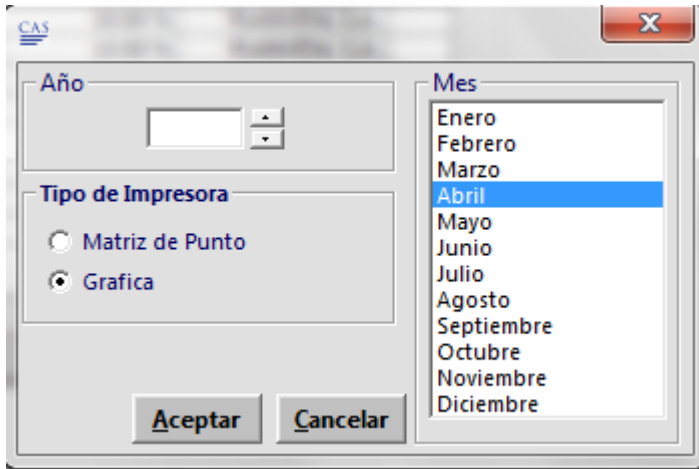 CAS
Año
Tipo de Impresora
Matriz de Punto
Grafica
Aceptar
Cancelar
Mes
Enero
Febrero
Marzo
Abril
Mayo
Junio
Julio
Agosto
Septiembre
Octubre
Noviembre
Diciembre